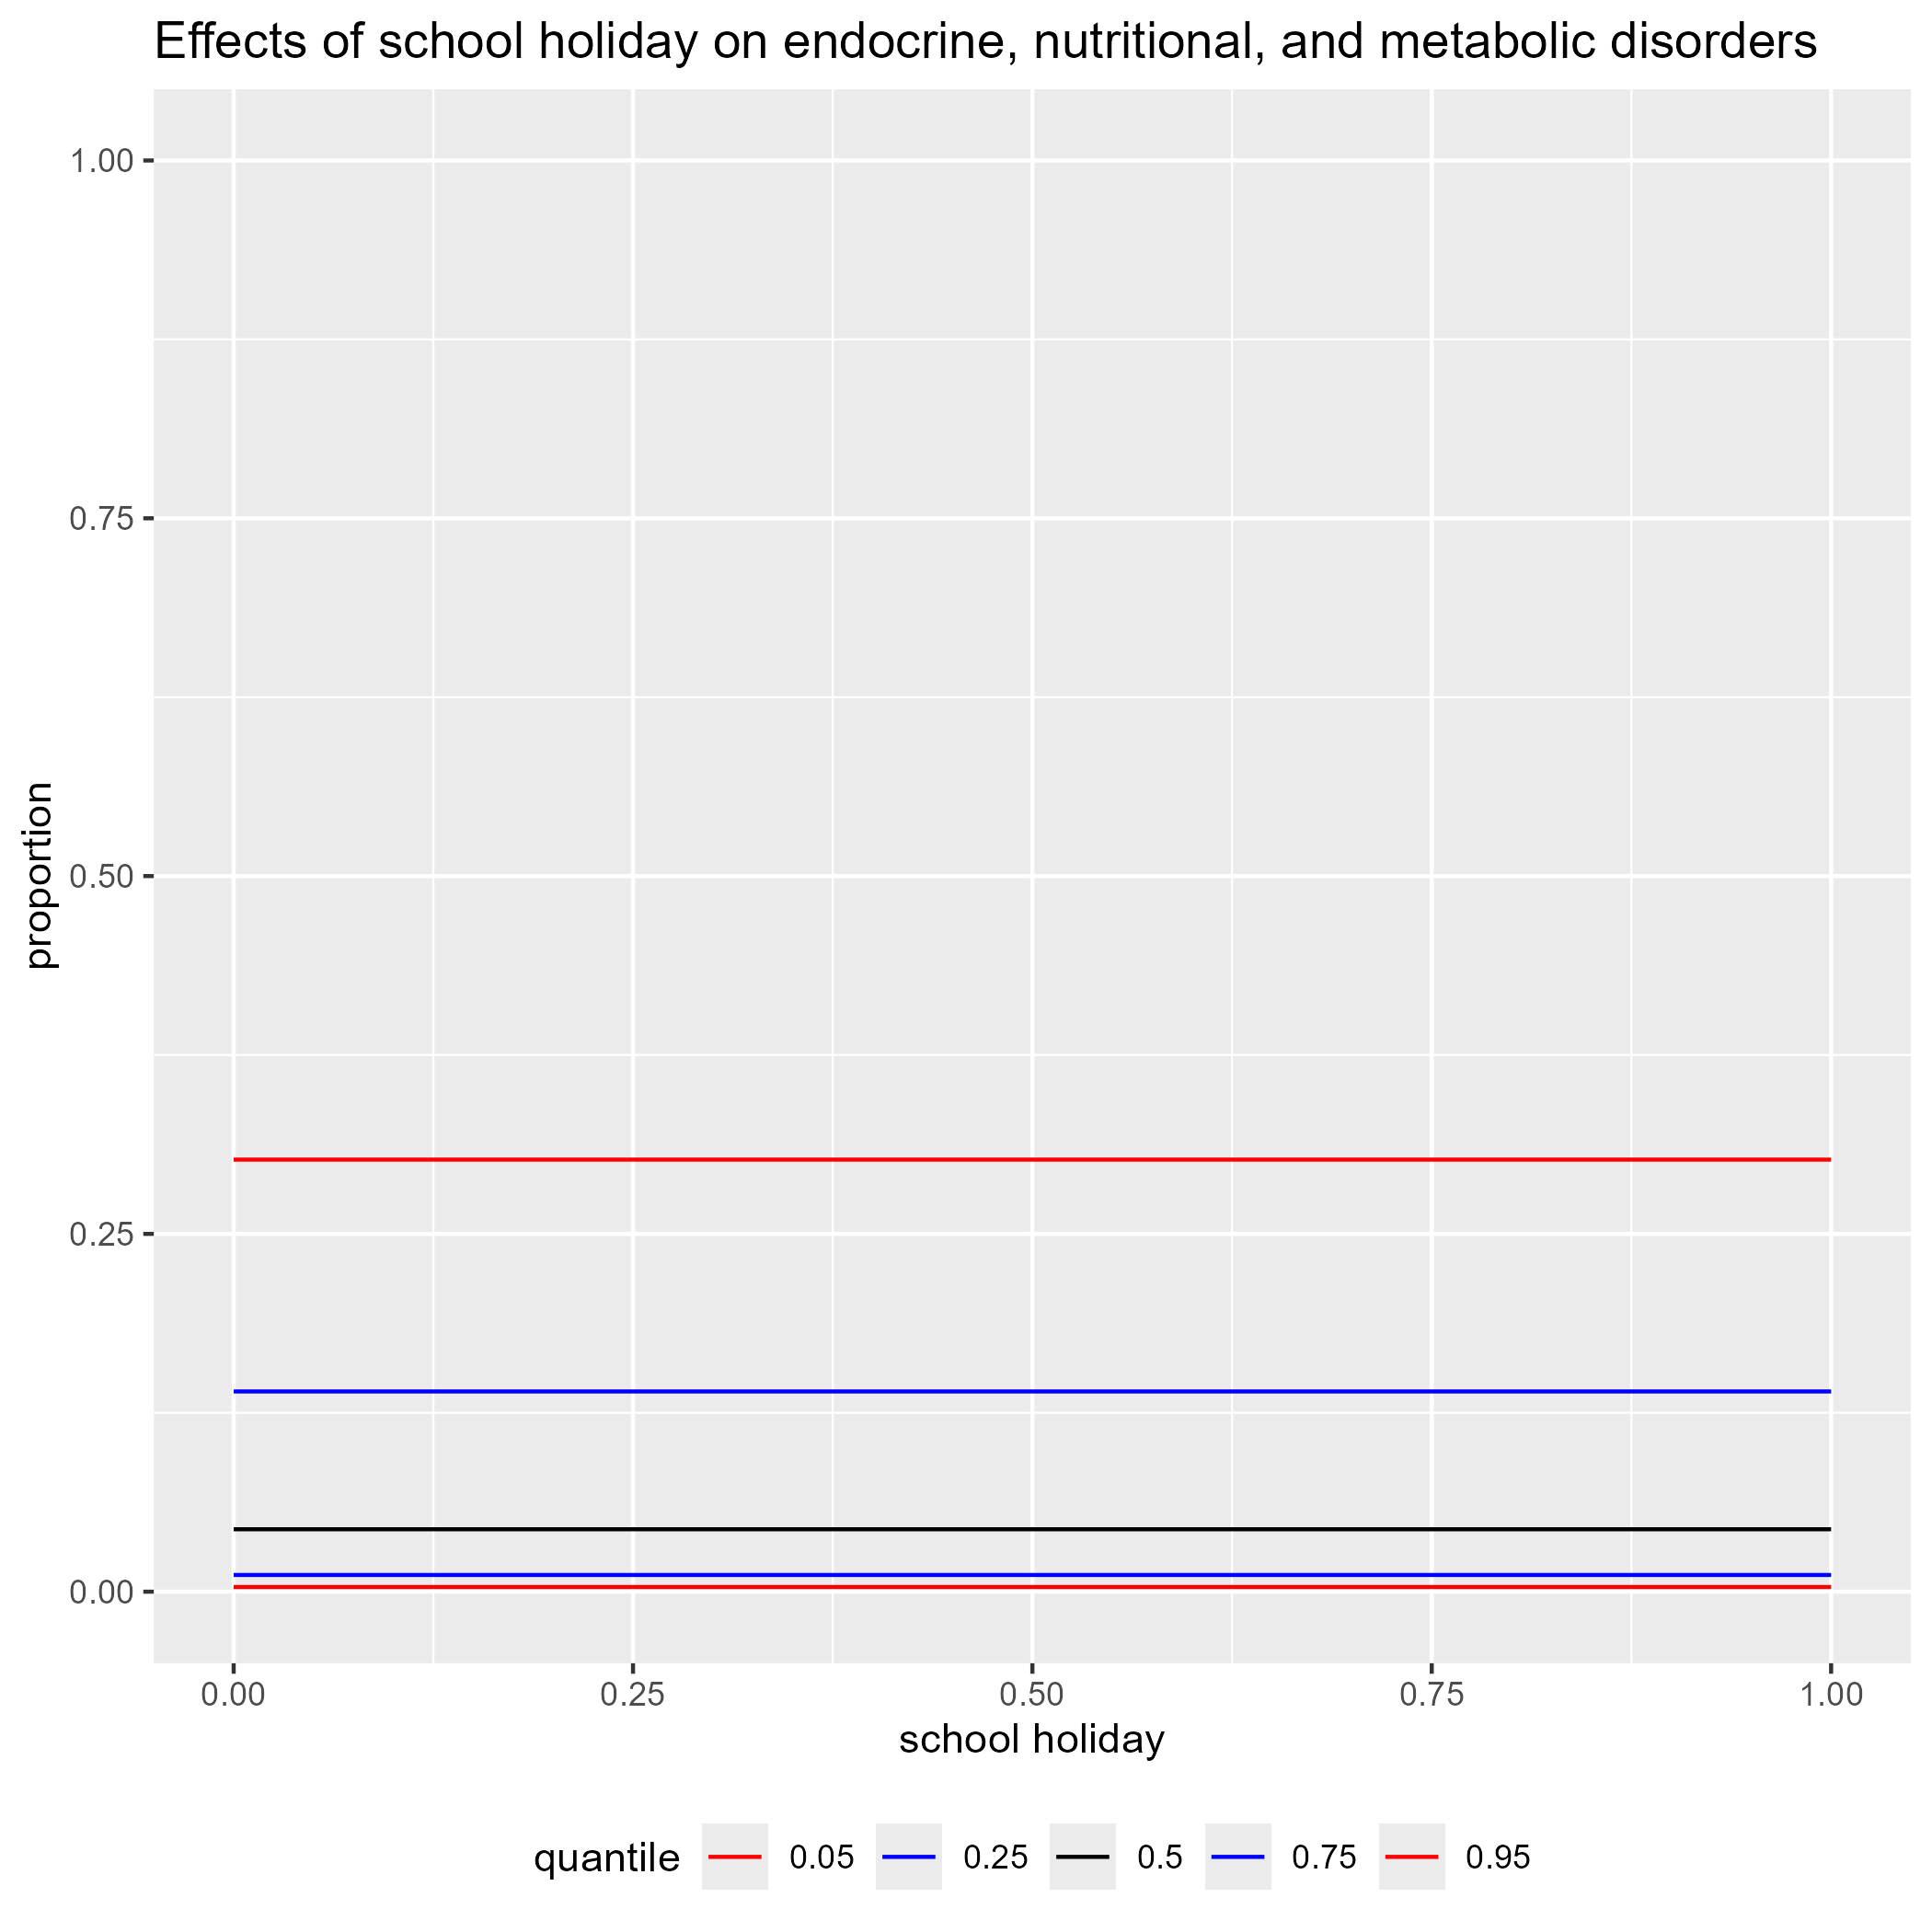 Effects of school holiday on endocrine, nutritional, and metabolic disorders
1.00
0.75
0.50
0.25
0.00
proportion
0.00 0.25 0.50 0.75 1.00
school holiday
quantile 0.05 0.25 0.5 0.75 0.95